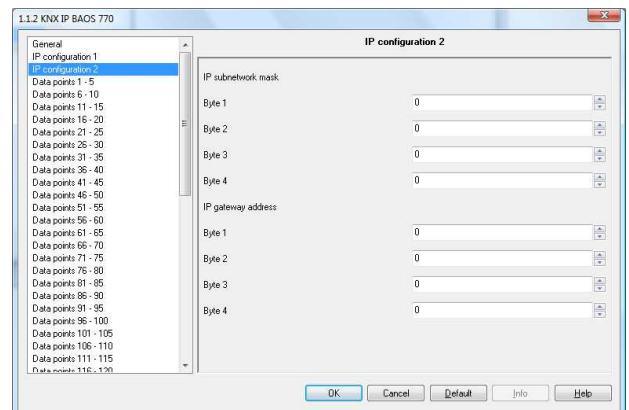 1.1.2 KNX IP BAOS 770
General
IP configuration 1
IP configuration 2
Data points 1 - 5
Data points 6 - 10
Data points 11 - 15
Data points 16 - 20
Data points 21 - 25
Data points 26 - 30
Data points 31 - 35
Data points 36 - 40
Data points 41 - 45
Data points 46 - 50
Data points 51 - 55
Data points 56 - 60
Data points 61 - 65
Data points 66 - 70
Data points 71 - 75
Data points 76 - 80
Data points 81 - 85
Data points 86 - 90
Data points 91 - 95
Data points 96 - 100
Data points 101 - 105
Data points 106 - 110
Data points 111 - 115
Data points 116 - 120
IP configuration 2
IP subnetwork mask
Byte 1 0
Byte 2 0
Byte 3 0
Byte 4 0
IP gateway address
Byte 1 0
Byte 2 0
Byte 3 0
Byte 4 0
OK Cancel Default Info Help